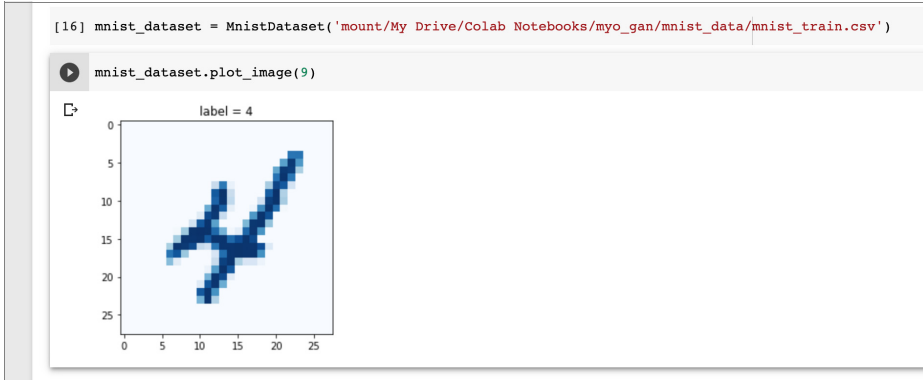 [16] mnist_dataset = MnistDataset('mount/My Drive/Colab Notebooks/myo_gan/mnist_data/mnist_train.csv')
mnist_dataset.plot_image(9)
label = 4
0
5
10
15
20
25
0 5 10 15 20 25